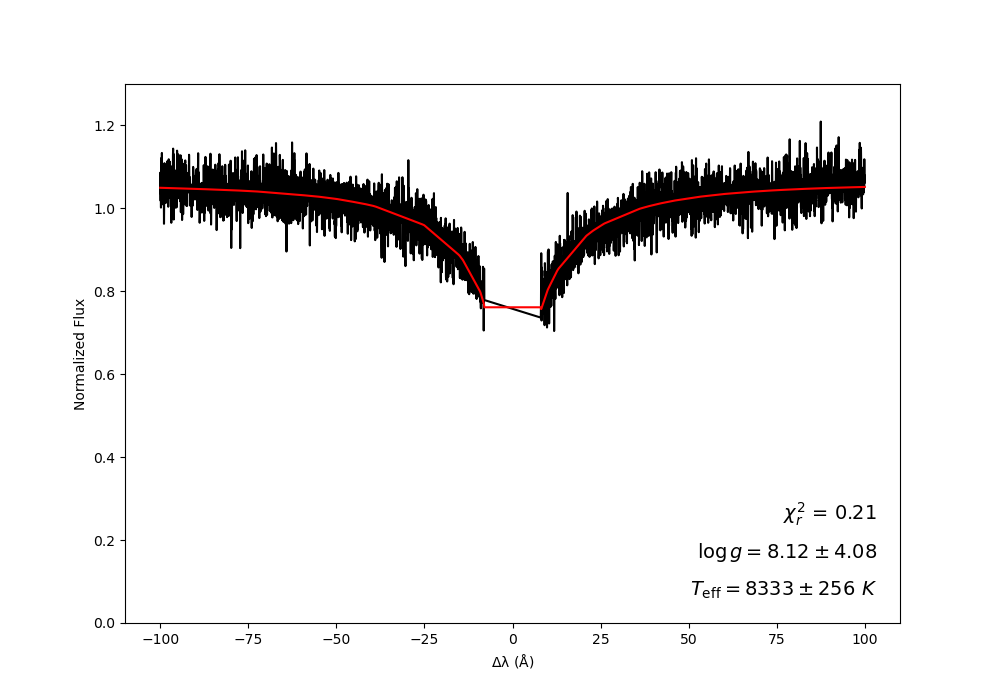 Normalized Flux
1.2
1.0
0.8
0.6
0.4
0.2
0.0
χ²ᵣ = 0.21
log g = 8.12 ± 4.08
T_eff = 8333 ± 256 K
−100 −75 −50 −25 0 25 50 75 100
Δλ (Å)